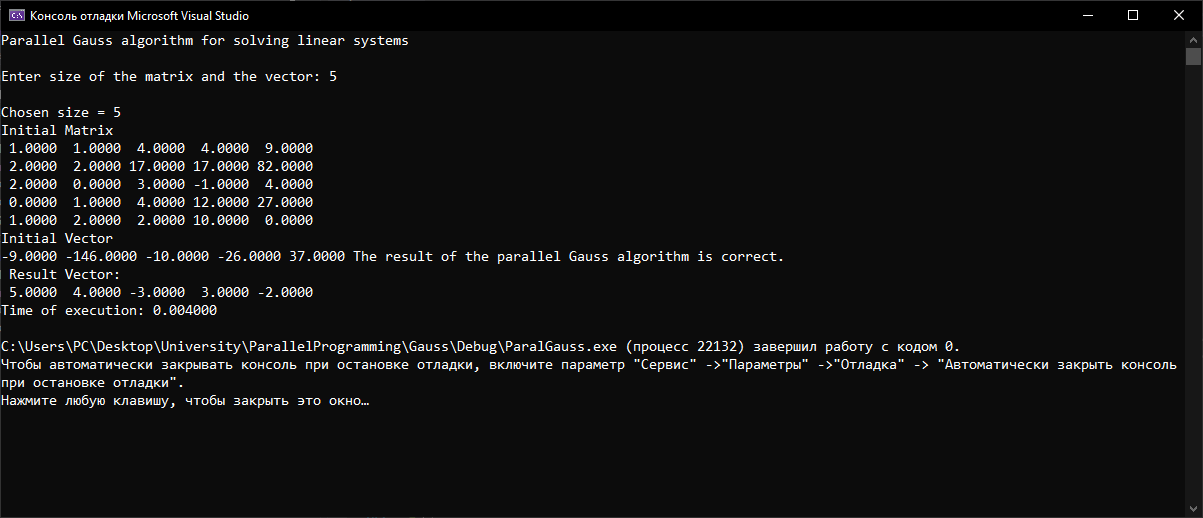 Консоль отладки Microsoft Visual Studio
Parallel Gauss algorithm for solving linear systems
Enter size of the matrix and the vector: 5
Chosen size = 5
Initial Matrix
1.0000 1.0000 4.0000 4.0000 9.0000
2.0000 2.0000 17.0000 17.0000 82.0000
2.0000 0.0000 3.0000 -1.0000 4.0000
0.0000 1.0000 4.0000 12.0000 27.0000
1.0000 2.0000 2.0000 10.0000 0.0000
Initial Vector
-9.0000 -146.0000 -10.0000 -26.0000 37.0000 The result of the parallel Gauss algorithm is correct.
Result Vector:
5.0000 4.0000 -3.0000 3.0000 -2.0000
Time of execution: 0.004000
C:\Users\PC\Desktop\University\ParallelProgramming\Gauss\Debug\ParalGauss.exe (процесс 22132) завершил работу с кодом 0.
Чтобы автоматически закрывать консоль при остановке отладки, включите параметр "Сервис" ->"Параметры" ->"Отладка" -> "Автоматически закрыть консоль
при остановке отладки".
Нажмите любую клавишу, чтобы закрыть это окно…